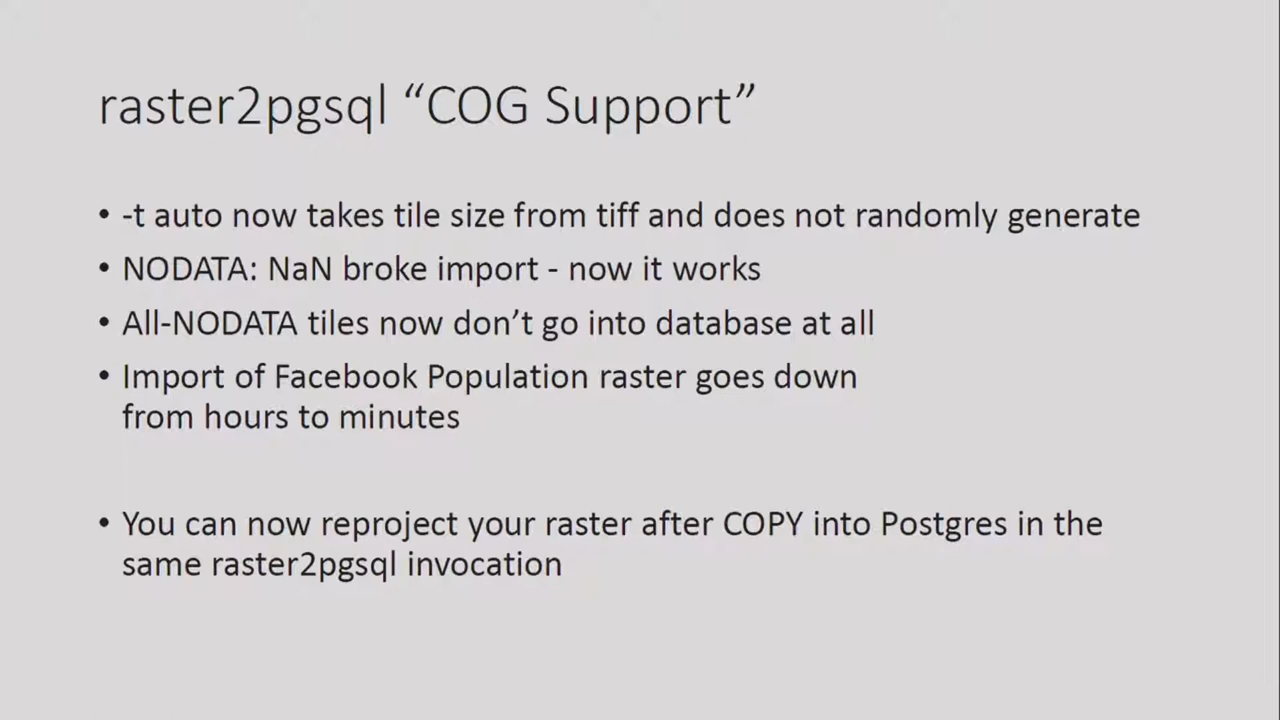 raster2pgsql “COG Support”
• -t auto now takes tile size from tiff and does not randomly generate
• NODATA: NaN broke import - now it works
• All-NODATA tiles now don’t go into database at all
• Import of Facebook Population raster goes down
from hours to minutes
• You can now reproject your raster after COPY into Postgres in the
same raster2pgsql invocation